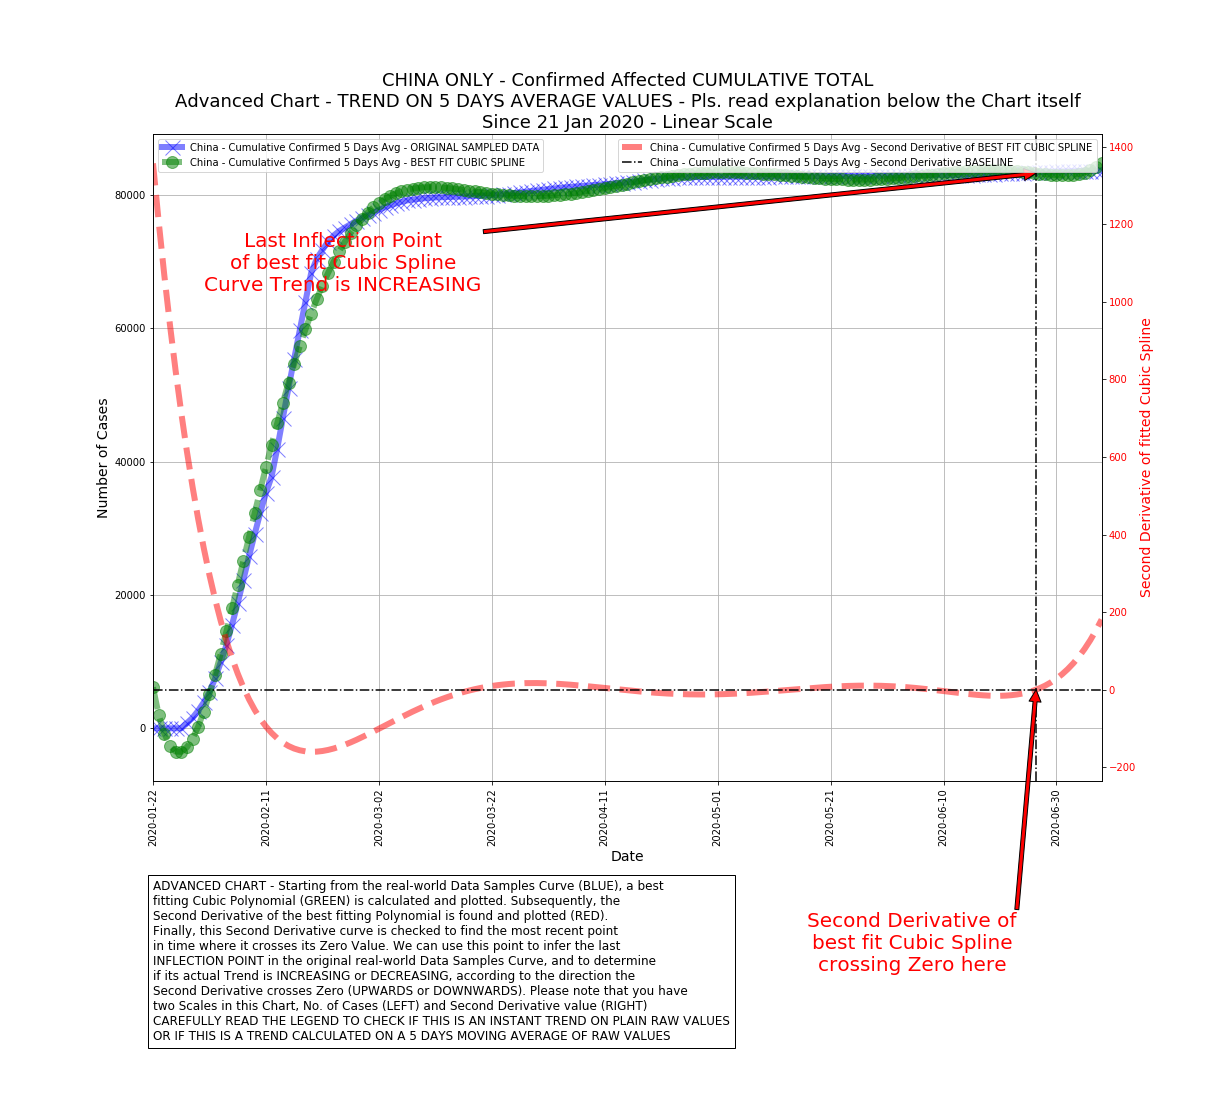 CHINA ONLY - Confirmed Affected CUMULATIVE TOTAL
Advanced Chart - TREND ON 5 DAYS AVERAGE VALUES - Pls. read explanation below the Chart itself
Since 21 Jan 2020 - Linear Scale
China - Cumulative Confirmed 5 Days Avg - ORIGINAL SAMPLED DATA
China - Cumulative Confirmed 5 Days Avg - BEST FIT CUBIC SPLINE
China - Cumulative Confirmed 5 Days Avg - Second Derivative of BEST FIT CUBIC SPLINE
China - Cumulative Confirmed 5 Days Avg - Second Derivative BASELINE
Last Inflection Point
of best fit Cubic Spline
Curve Trend is INCREASING
Number of Cases
80000
60000
40000
20000
0
1400
1200
1000
800
600
400
200
0
−200
Second Derivative of fitted Cubic Spline
2020-01-22
2020-02-11
2020-03-02
2020-03-22
2020-04-11
2020-05-01
2020-05-21
2020-06-10
2020-06-30
Date
ADVANCED CHART - Starting from the real-world Data Samples Curve (BLUE), a best
fitting Cubic Polynomial (GREEN) is calculated and plotted. Subsequently, the
Second Derivative of the best fitting Polynomial is found and plotted (RED).
Finally, this Second Derivative curve is checked to find the most recent point
in time where it crosses its Zero Value. We can use this point to infer the last
INFLECTION POINT in the original real-world Data Samples Curve, and to determine
if its actual Trend is INCREASING or DECREASING, according to the direction the
Second Derivative crosses Zero (UPWARDS or DOWNWARDS). Please note that you have
two Scales in this Chart, No. of Cases (LEFT) and Second Derivative value (RIGHT)
CAREFULLY READ THE LEGEND TO CHECK IF THIS IS AN INSTANT TREND ON PLAIN RAW VALUES
OR IF THIS IS A TREND CALCULATED ON A 5 DAYS MOVING AVERAGE OF RAW VALUES
Second Derivative of
best fit Cubic Spline
crossing Zero here